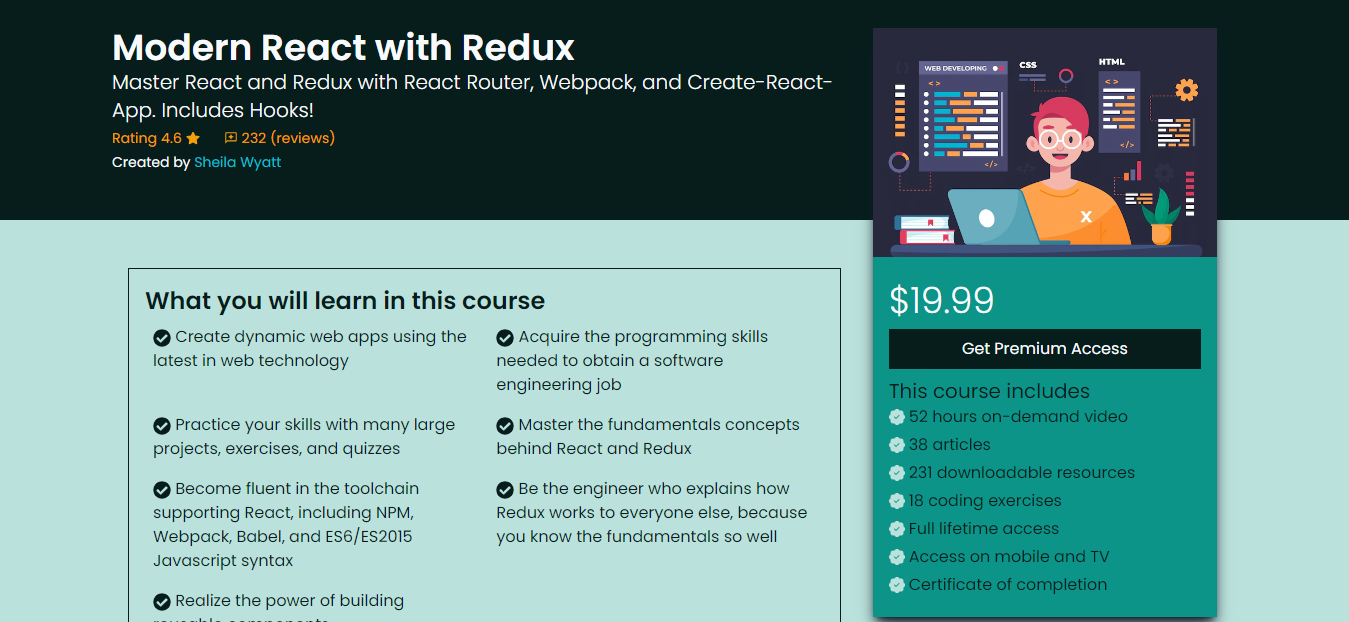 Modern React with Redux
Master React and Redux with React Router, Webpack, and Create-React-
App. Includes Hooks!
Rating 4.6
232 (reviews)
Created by Sheila Wyatt
What you will learn in this course
Create dynamic web apps using the
latest in web technology
Acquire the programming skills
needed to obtain a software
engineering job
Practice your skills with many large
projects, exercises, and quizzes
Master the fundamentals concepts
behind React and Redux
Become fluent in the toolchain
supporting React, including NPM,
Webpack, Babel, and ES6/ES2015
Javascript syntax
Be the engineer who explains how
Redux works to everyone else, because
you know the fundamentals so well
Realize the power of building
reusable components
WEB DEVELOPING
< >
</>
CSS
HTML
< >
</>
X
$19.99
Get Premium Access
This course includes
52 hours on-demand video
38 articles
231 downloadable resources
18 coding exercises
Full lifetime access
Access on mobile and TV
Certificate of completion